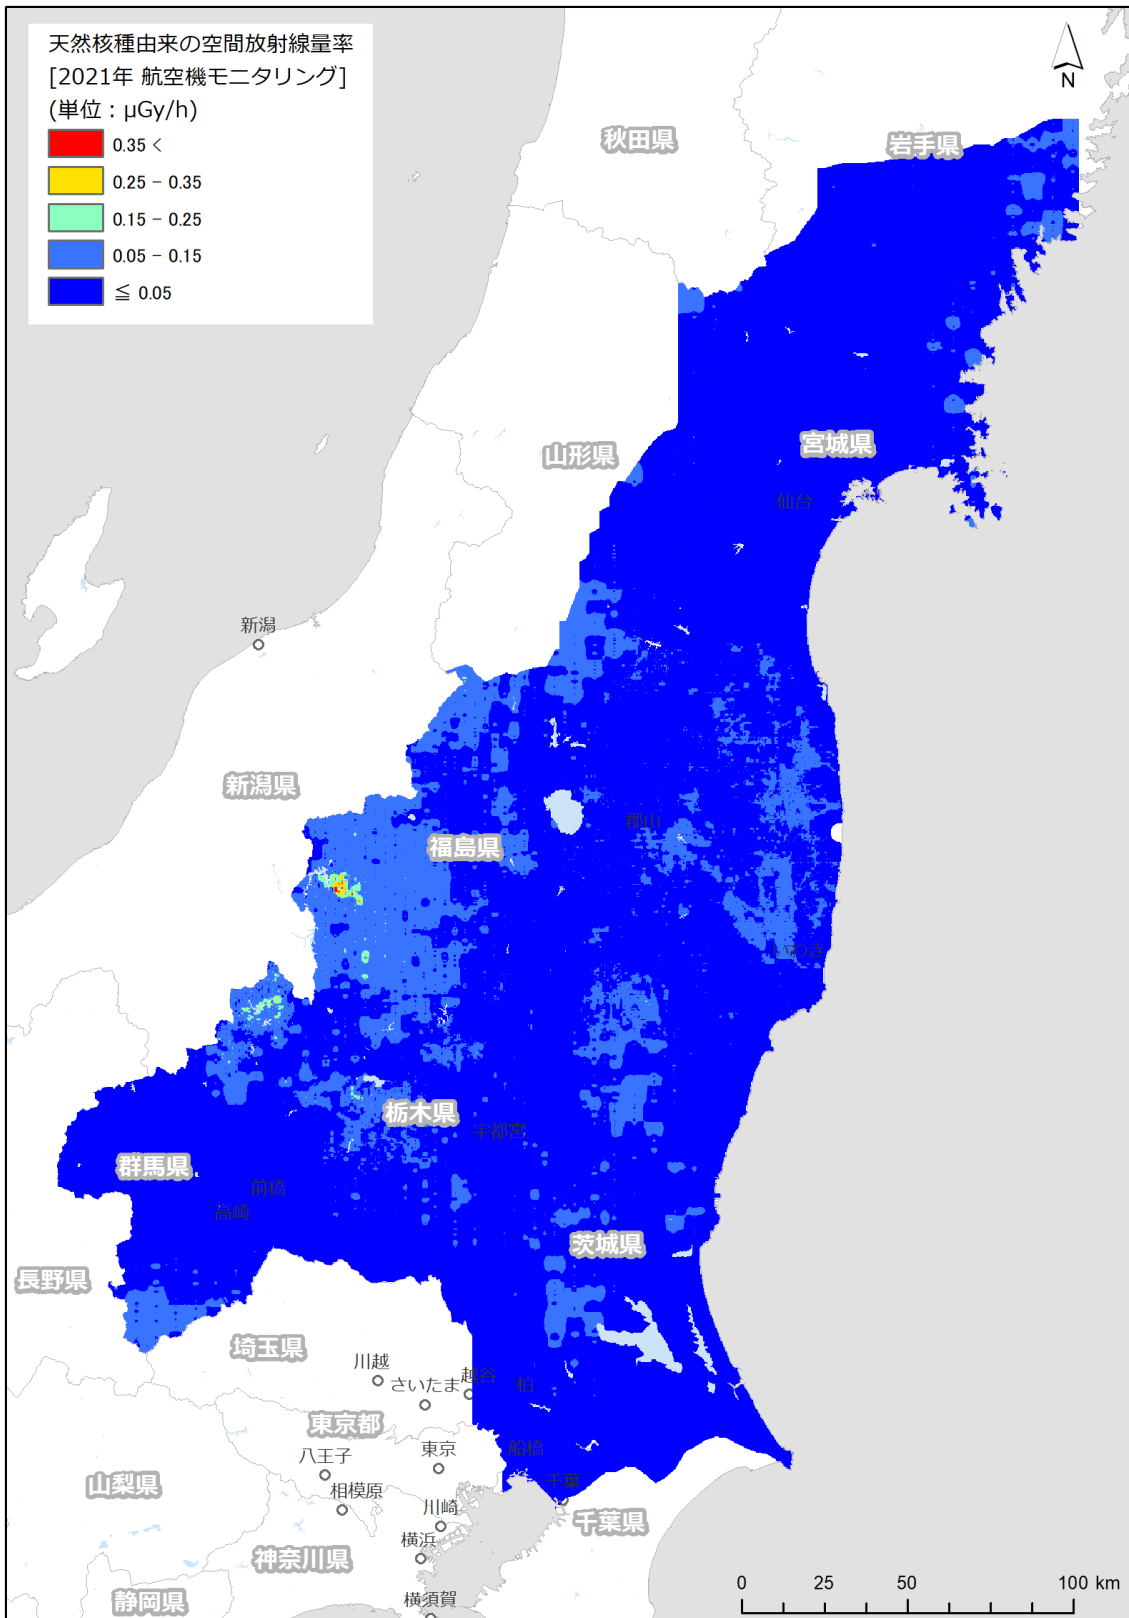 天然核種由来の空間放射線量率
[2021年 航空機モニタリング]
(単位：μGy/h)
0.35 <
0.25 − 0.35
0.15 − 0.25
0.05 − 0.15
≦ 0.05
N
秋田県
岩手県
山形県
宮城県
仙台
新潟
新潟県
福島県
郡山
いわき
栃木県
宇都宮
群馬県
前橋
高崎
茨城県
長野県
埼玉県
川越
さいたま
越谷
柏
東京都
八王子
東京
船橋
山梨県
相模原
川崎
千葉
千葉県
横浜
神奈川県
静岡県
横須賀
0 25 50 100 km